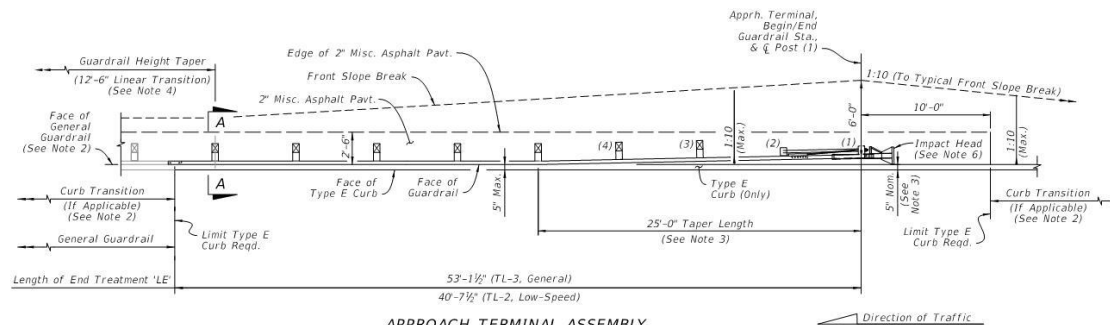 Apprh. Terminal,
Begin/End
Guardrail Sta.,
& ℄ Post (1)
Edge of 2" Misc. Asphalt Pavt.
Guardrail Height Taper
(12'-6" Linear Transition)
(See Note 4)
Front Slope Break
1:10 (To Typical Front Slope Break)
2" Misc. Asphalt Pavt.
10'-0"
A
Face of
General
Guardrail
(See Note 2)
6'-0"
1:10
(Max.)
1:10
(Max.)
2'-6"
(4)
(3)
(2)
(1)
Impact Head
(See Note 6)
A
Face of
Type E Curb
Face of
Guardrail
5" Max.
Type E
Curb (Only)
5" Nom.
(See
Note 3)
Curb Transition
(If Applicable)
(See Note 2)
Curb Transition
(If Applicable)
(See Note 2)
25'-0" Taper Length
(See Note 3)
Limit Type E
Curb Reqd.
Limit Type E
Curb Reqd.
General Guardrail
Length of End Treatment 'LE'
53'-1½" (TL-3, General)
40'-7½" (TL-2, Low-Speed)
APPROACH TERMINAL ASSEMBLY
Direction of Traffic